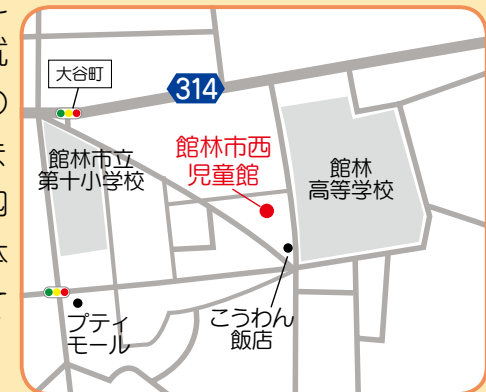 大谷町
314
館林市立
第十小学校
館林市西
児童館
館林
高等学校
プティ
モール
こうわん
飯店